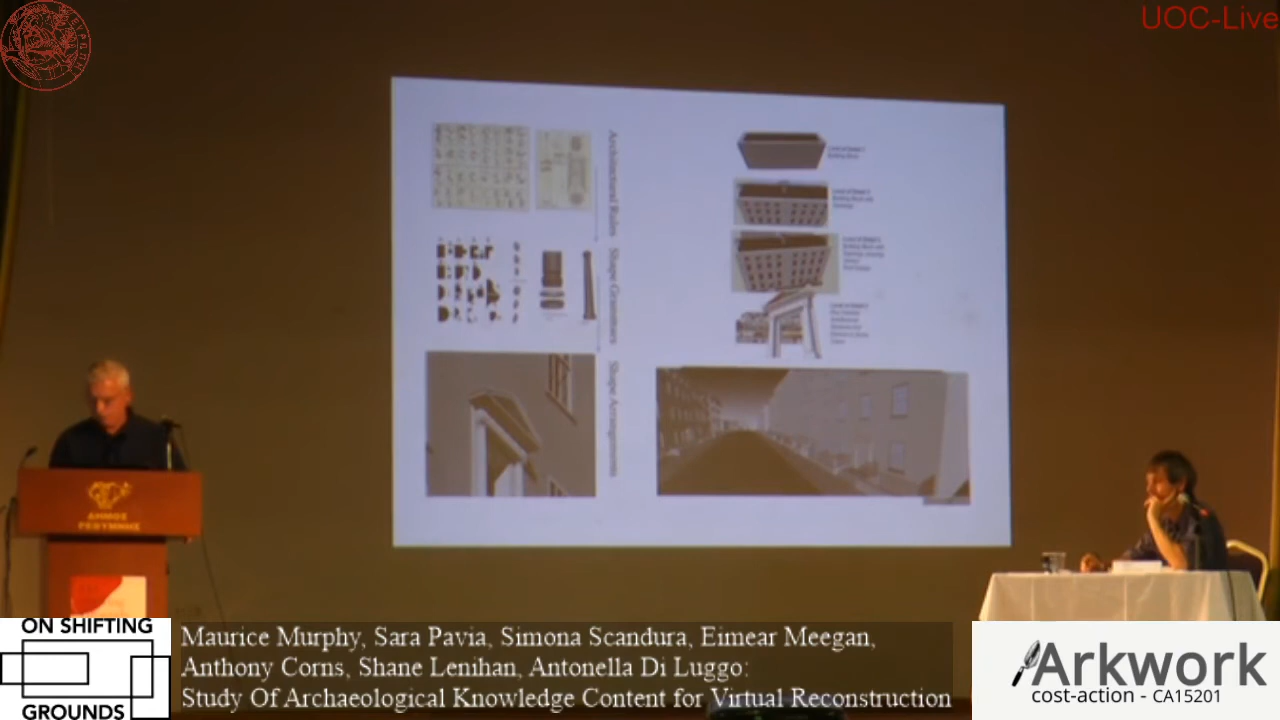 UOC-Live
Architectural Rules
Shape Grammars
Shape Arrangements
ΔΗΜΟΣ
ΡΕΘΥΜΝΗΣ
ON SHIFTING
GROUNDS
Maurice Murphy, Sara Pavia, Simona Scandura, Eimear Meegan,
Anthony Corns, Shane Lenihan, Antonella Di Luggo:
Study Of Archaeological Knowledge Content for Virtual Reconstruction
Arkwork
cost-action - CA15201